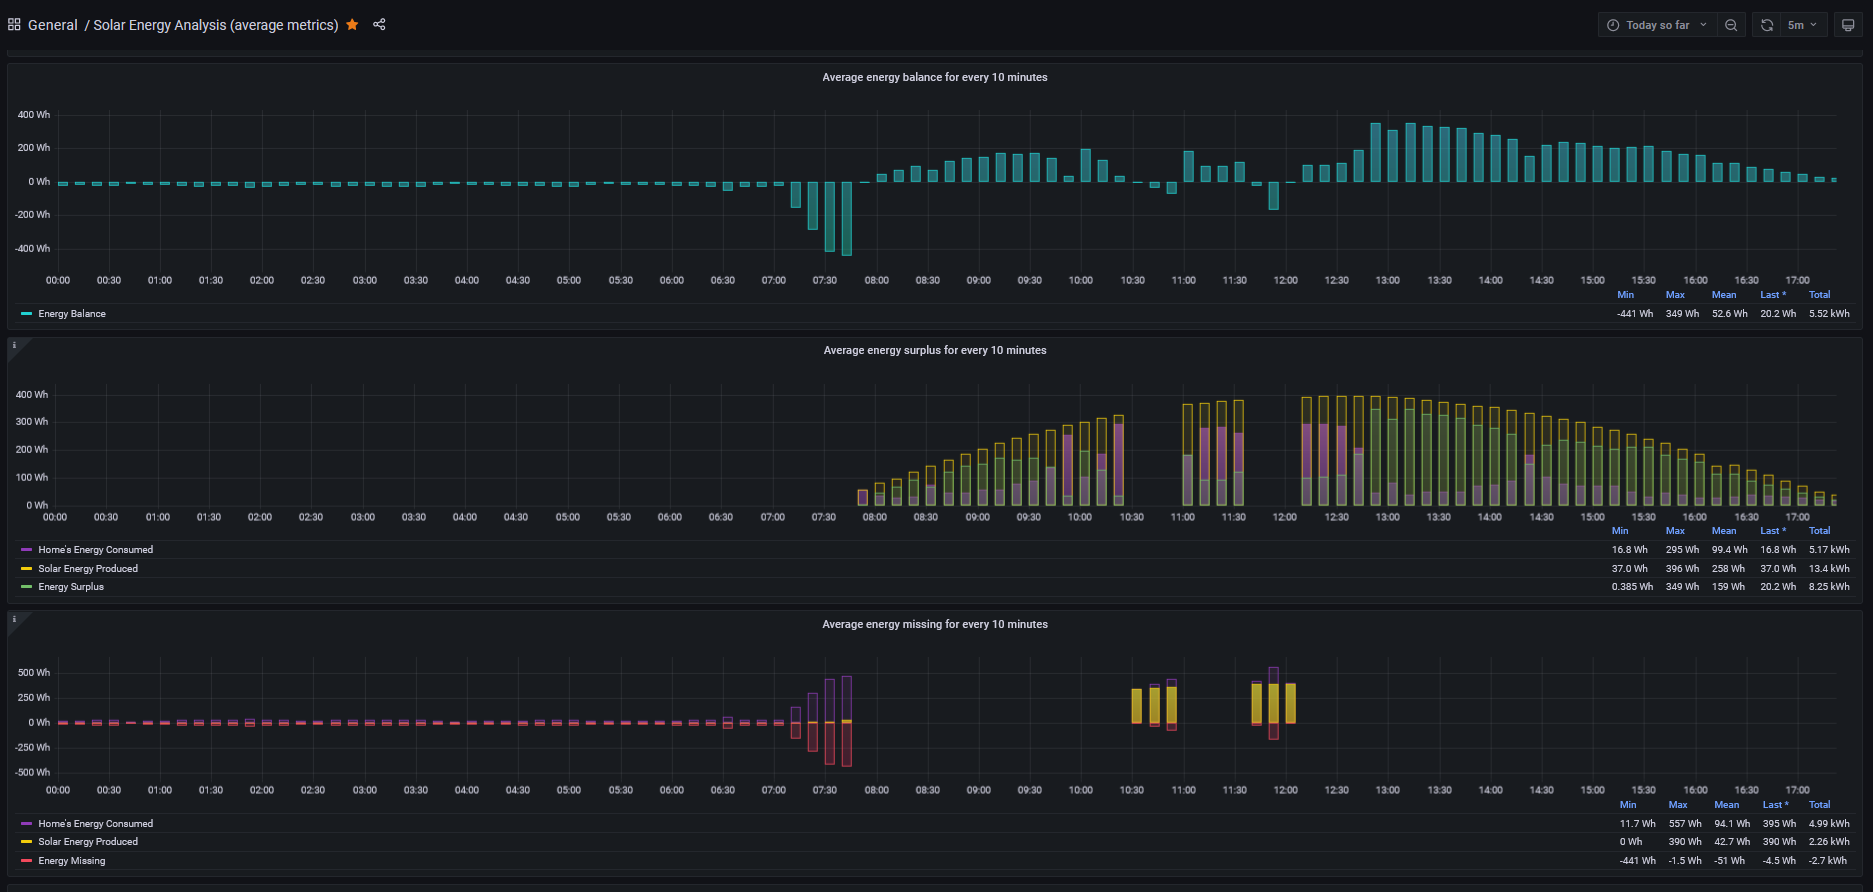 General / Solar Energy Analysis (average metrics)
Today so far
5m
Average energy balance for every 10 minutes
400 Wh
200 Wh
0 Wh
-200 Wh
-400 Wh
00:00 00:30 01:00 01:30 02:00 02:30 03:00 03:30 04:00 04:30 05:00 05:30 06:00 06:30 07:00 07:30 08:00 08:30 09:00 09:30 10:00 10:30 11:00 11:30 12:00 12:30 13:00 13:30 14:00 14:30 15:00 15:30 16:00 16:30 17:00
Min Max Mean Last * Total
Energy Balance -441 Wh 349 Wh 52.6 Wh 20.2 Wh 5.52 kWh
i
Average energy surplus for every 10 minutes
400 Wh
300 Wh
200 Wh
100 Wh
0 Wh
00:00 00:30 01:00 01:30 02:00 02:30 03:00 03:30 04:00 04:30 05:00 05:30 06:00 06:30 07:00 07:30 08:00 08:30 09:00 09:30 10:00 10:30 11:00 11:30 12:00 12:30 13:00 13:30 14:00 14:30 15:00 15:30 16:00 16:30 17:00
Min Max Mean Last * Total
Home's Energy Consumed 16.8 Wh 295 Wh 99.4 Wh 16.8 Wh 5.17 kWh
Solar Energy Produced 37.0 Wh 396 Wh 258 Wh 37.0 Wh 13.4 kWh
Energy Surplus 0.385 Wh 349 Wh 159 Wh 20.2 Wh 8.25 kWh
i
Average energy missing for every 10 minutes
500 Wh
250 Wh
0 Wh
-250 Wh
-500 Wh
00:00 00:30 01:00 01:30 02:00 02:30 03:00 03:30 04:00 04:30 05:00 05:30 06:00 06:30 07:00 07:30 08:00 08:30 09:00 09:30 10:00 10:30 11:00 11:30 12:00 12:30 13:00 13:30 14:00 14:30 15:00 15:30 16:00 16:30 17:00
Min Max Mean Last * Total
Home's Energy Consumed 11.7 Wh 557 Wh 94.1 Wh 395 Wh 4.99 kWh
Solar Energy Produced 0 Wh 390 Wh 42.7 Wh 390 Wh 2.26 kWh
Energy Missing -441 Wh -1.5 Wh -51 Wh -4.5 Wh -2.7 kWh